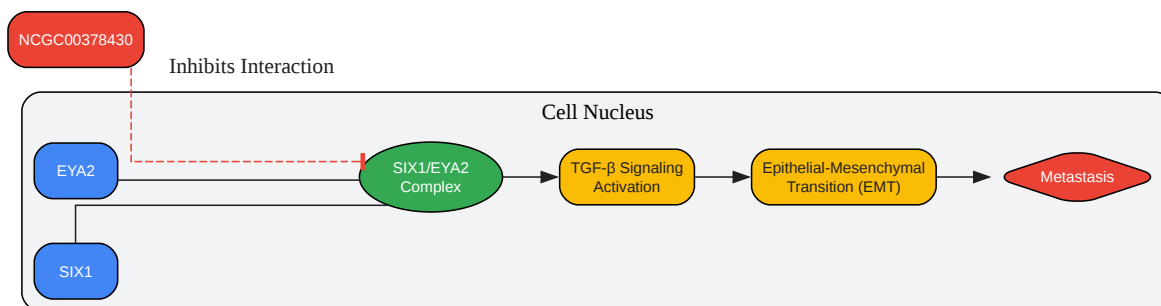 NCGC00378430
Inhibits Interaction
Cell Nucleus
EYA2
SIX1/EYA2
Complex
TGF-β Signaling
Activation
Epithelial-Mesenchymal
Transition (EMT)
Metastasis
SIX1